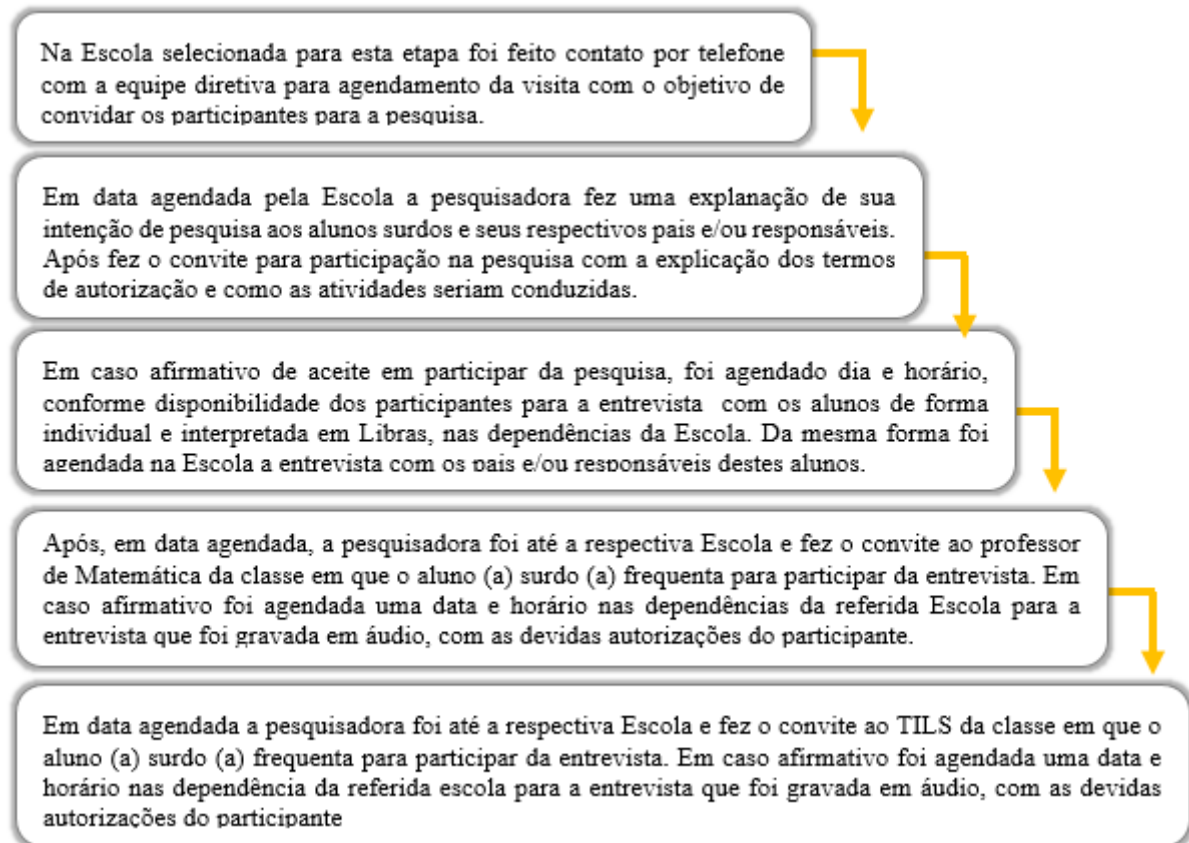 Na Escola selecionada para esta etapa foi feito contato por telefone
com a equipe diretiva para agendamento da visita com o objetivo de
convidar os participantes para a pesquisa.
Em data agendada pela Escola a pesquisadora fez uma explanação de sua
intenção de pesquisa aos alunos surdos e seus respectivos pais e/ou responsáveis.
Após fez o convite para participação na pesquisa com a explicação dos termos
de autorização e como as atividades seriam conduzidas.
Em caso afirmativo de aceite em participar da pesquisa, foi agendado dia e horário,
conforme disponibilidade dos participantes para a entrevista com os alunos de forma
individual e interpretada em Libras, nas dependências da Escola. Da mesma forma foi
agendada na Escola a entrevista com os pais e/ou responsáveis destes alunos.
Após, em data agendada, a pesquisadora foi até a respectiva Escola e fez o convite ao professor
de Matemática da classe em que o aluno (a) surdo (a) frequenta para participar da entrevista. Em
caso afirmativo foi agendada uma data e horário nas dependências da referida Escola para a
entrevista que foi gravada em áudio, com as devidas autorizações do participante.
Em data agendada a pesquisadora foi até a respectiva Escola e fez o convite ao TILS da classe em que o
aluno (a) surdo (a) frequenta para participar da entrevista. Em caso afirmativo foi agendada uma data e
horário nas dependência da referida escola para a entrevista que foi gravada em áudio, com as devidas
autorizações do participante